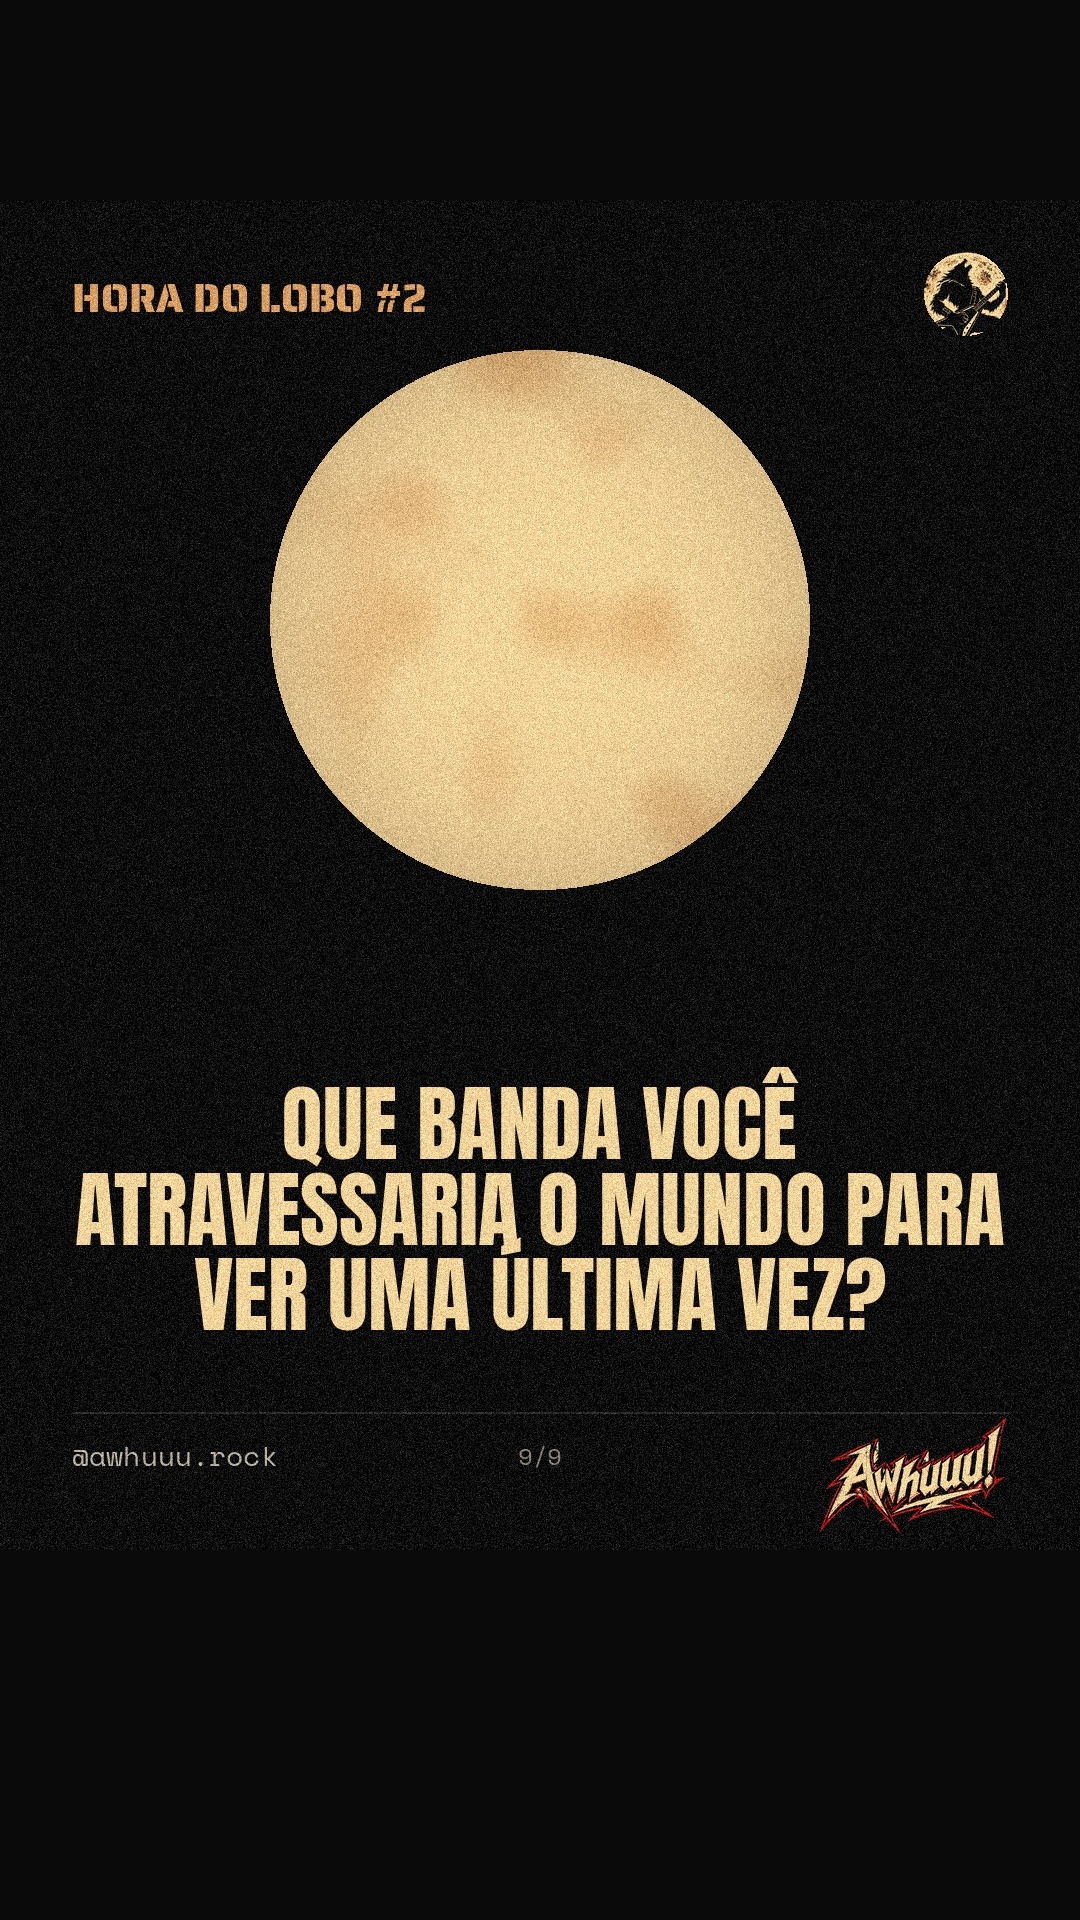 HORA DO LOBO #2
QUE BANDA VOCÊ
ATRAVESSARIA O MUNDO PARA
VER UMA ÚLTIMA VEZ?
@awhuuu.rock
9/9
Awhuuu!